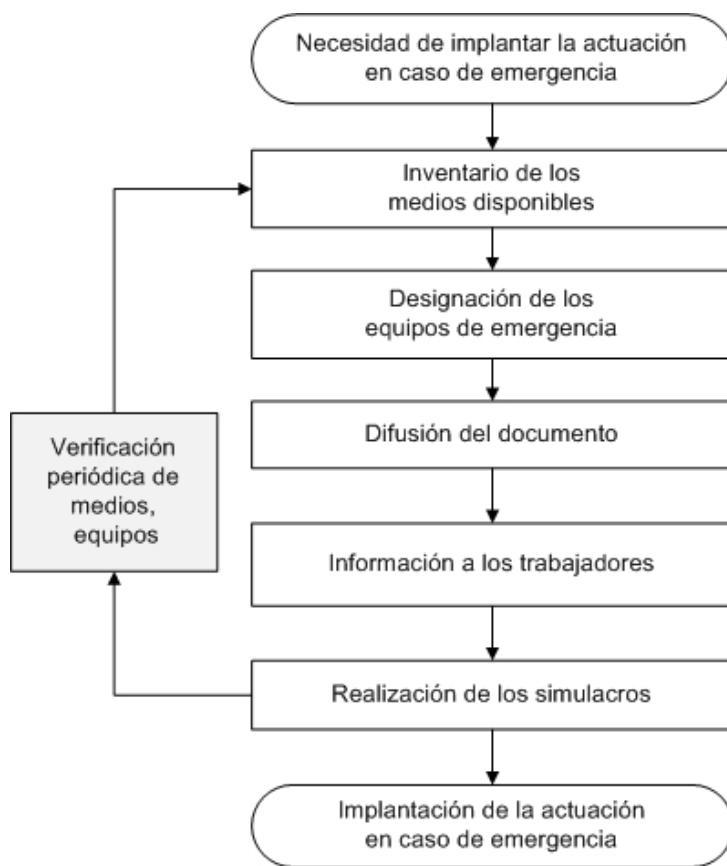 Necesidad de implantar la actuación
en caso de emergencia
Inventario de los
medios disponibles
Designación de los
equipos de emergencia
Difusión del documento
Verificación
periódica de
medios,
equipos
Información a los trabajadores
Realización de los simulacros
Implantación de la actuación
en caso de emergencia